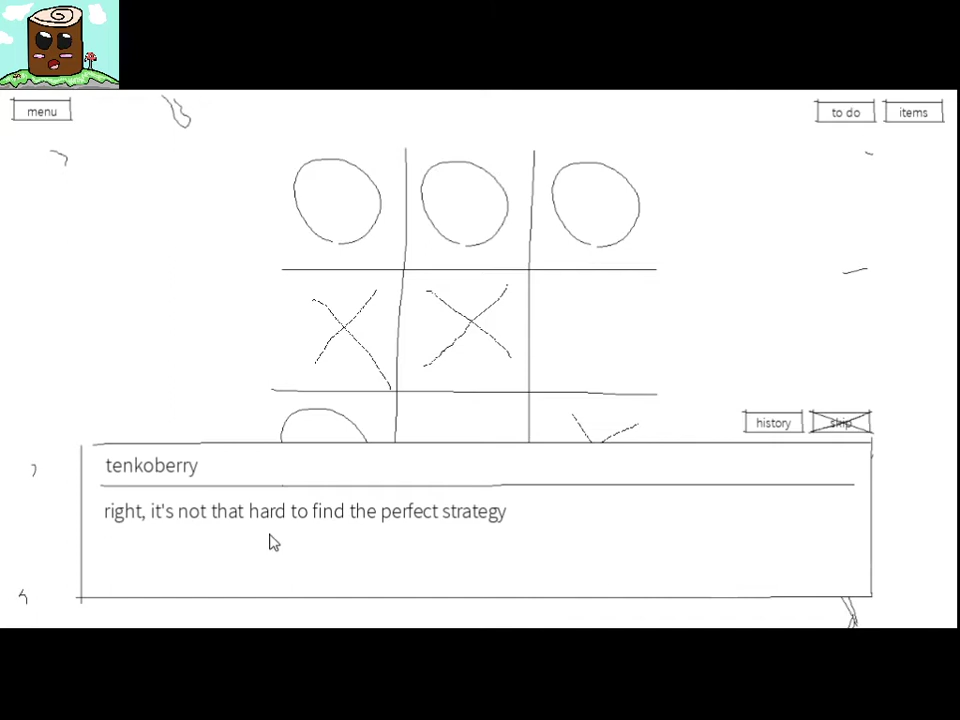 menu
to do
items
history
skip
tenkoberry
right, it's not that hard to find the perfect strategy